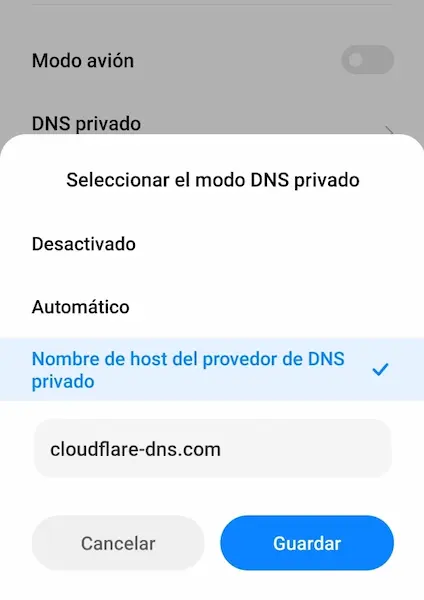 Modo avión
DNS privado
Seleccionar el modo DNS privado
Desactivado
Automático
Nombre de host del provedor de DNS
privado
cloudflare-dns.com
Cancelar
Guardar